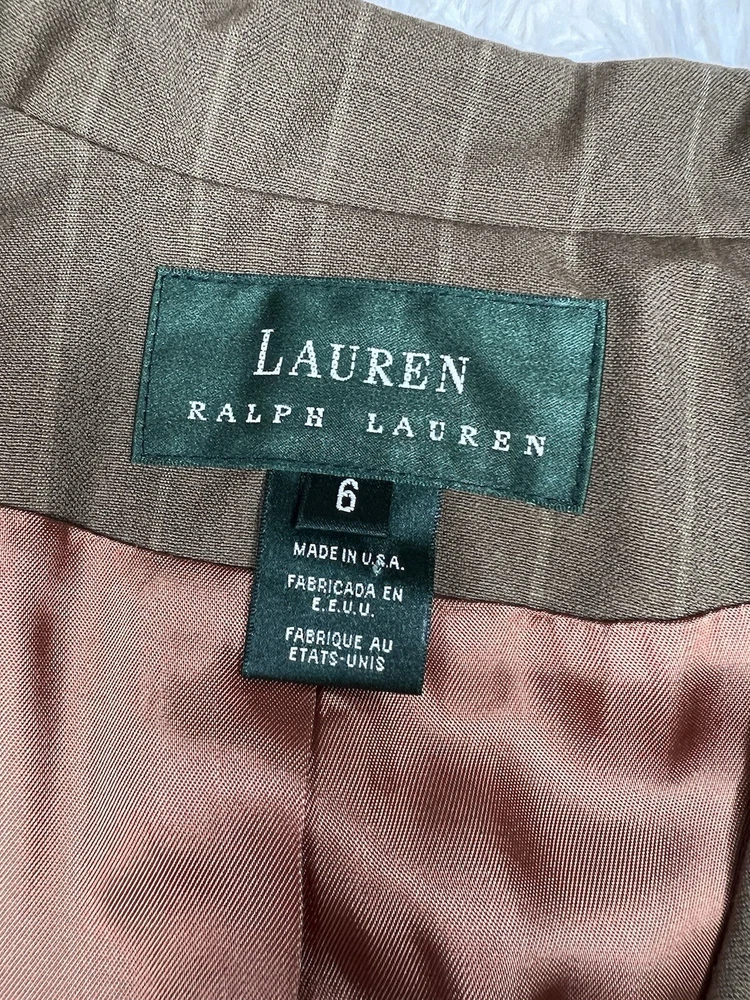 LAUREN
RALPH LAUREN
6
MADE IN U.S.A.
FABRICADA EN
E.E.U.U.
FABRIQUE AU
ETATS-UNIS